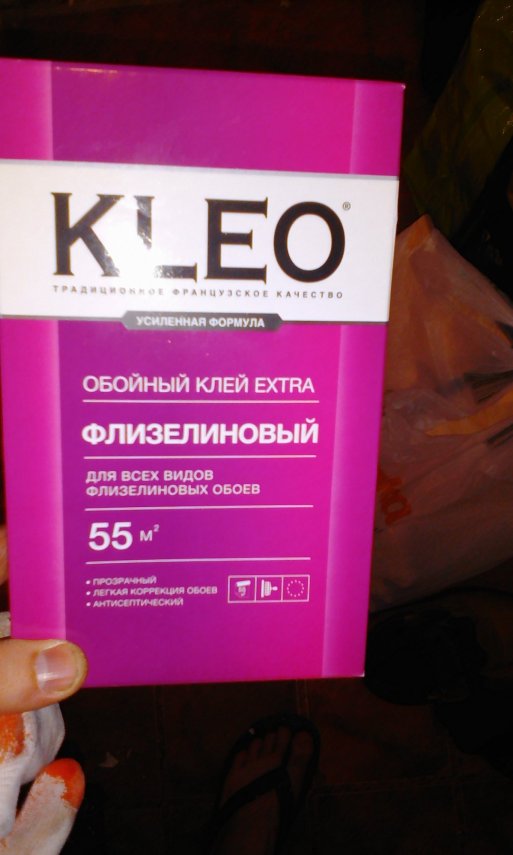 KLEO®
ТРАДИЦИОННОЕ ФРАНЦУЗСКОЕ КАЧЕСТВО
УСИЛЕННАЯ ФОРМУЛА
ОБОЙНЫЙ КЛЕЙ EXTRA
ФЛИЗЕЛИНОВЫЙ
ДЛЯ ВСЕХ ВИДОВ
ФЛИЗЕЛИНОВЫХ ОБОЕВ
55 м²
• ПРОЗРАЧНЫЙ
• ЛЕГКАЯ КОРРЕКЦИЯ ОБОЕВ
• АНТИСЕПТИЧЕСКИЙ